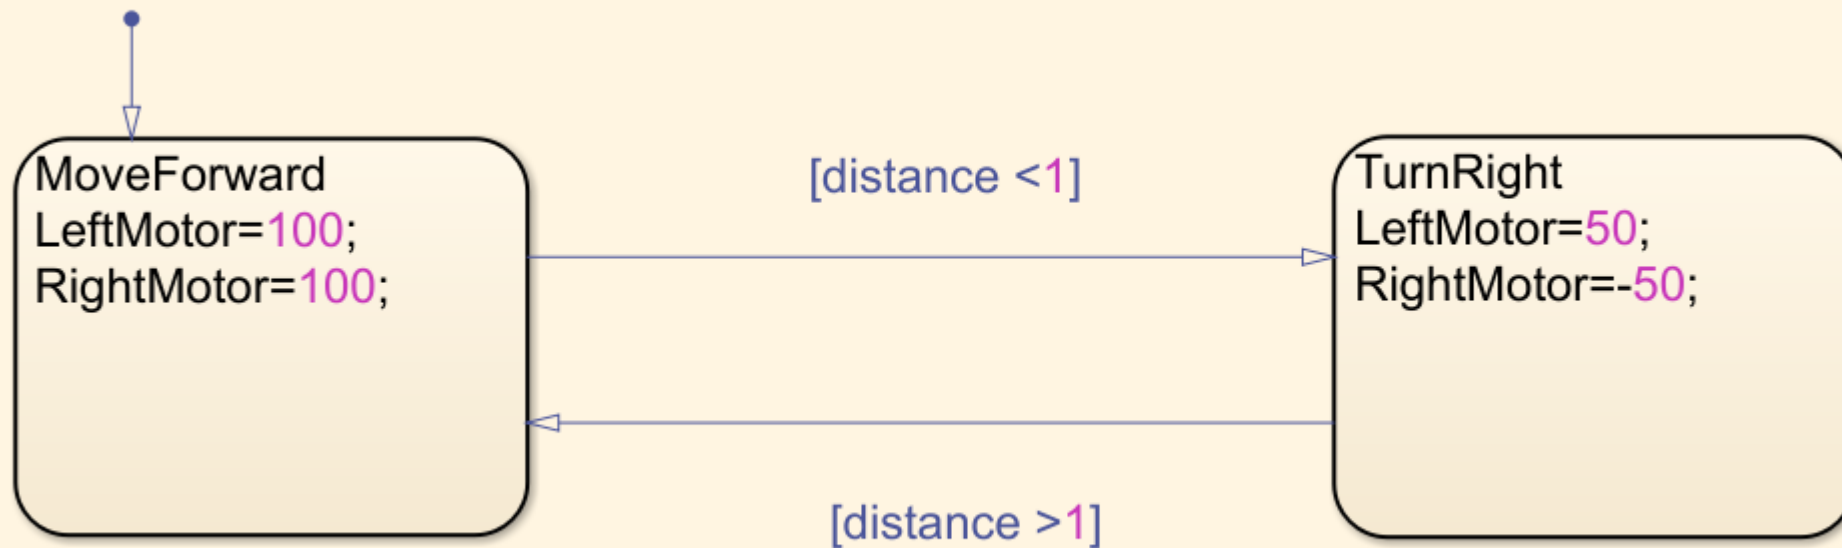 MoveForward
LeftMotor=100;
RightMotor=100;
[distance <1]
TurnRight
LeftMotor=50;
RightMotor=-50;
[distance >1]